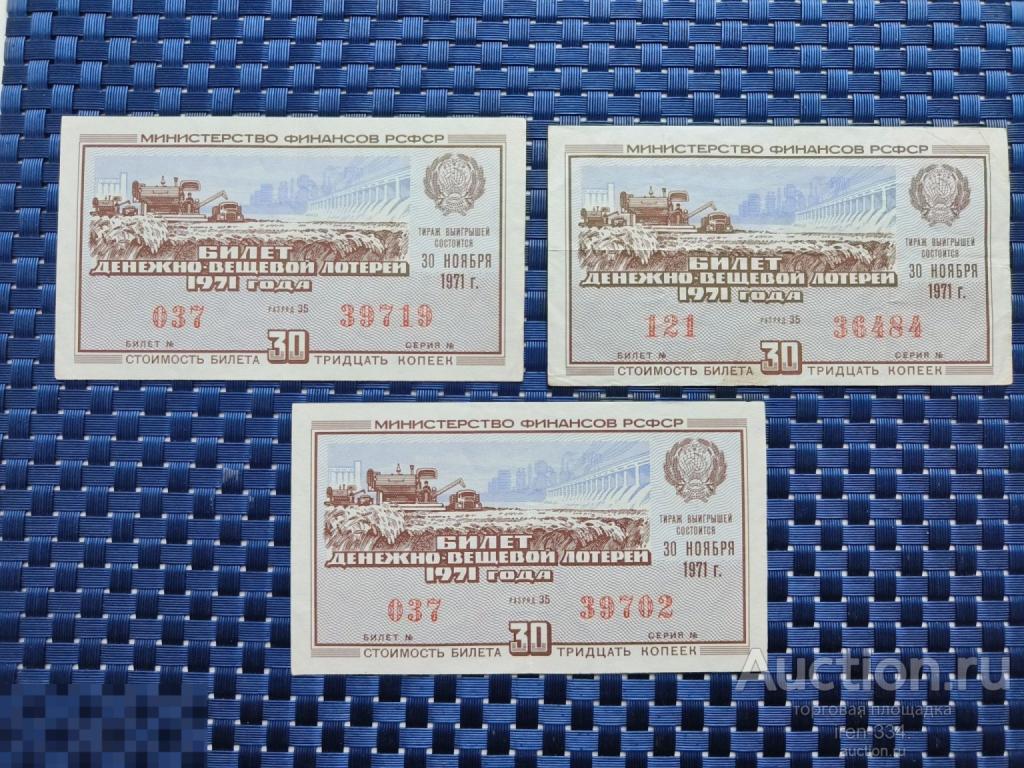 МИНИСТЕРСТВО ФИНАНСОВ РСФСР
ТИРАЖ ВЫИГРЫШЕЙ
СОСТОИТСЯ
30 НОЯБРЯ
1971 г.
БИЛЕТ
ДЕНЕЖНО-ВЕЩЕВОЙ ЛОТЕРЕИ
1971 года
037 РАЗРЯД 35 39719
БИЛЕТ № СЕРИЯ №
СТОИМОСТЬ БИЛЕТА 30 ТРИДЦАТЬ КОПЕЕК
МИНИСТЕРСТВО ФИНАНСОВ РСФСР
ТИРАЖ ВЫИГРЫШЕЙ
СОСТОИТСЯ
30 НОЯБРЯ
1971 г.
БИЛЕТ
ДЕНЕЖНО-ВЕЩЕВОЙ ЛОТЕРЕИ
1971 года
121 РАЗРЯД 35 36484
БИЛЕТ № СЕРИЯ №
СТОИМОСТЬ БИЛЕТА 30 ТРИДЦАТЬ КОПЕЕК
МИНИСТЕРСТВО ФИНАНСОВ РСФСР
ТИРАЖ ВЫИГРЫШЕЙ
СОСТОИТСЯ
30 НОЯБРЯ
1971 г.
БИЛЕТ
ДЕНЕЖНО-ВЕЩЕВОЙ ЛОТЕРЕИ
1971 года
037 РАЗРЯД 35 39702
БИЛЕТ № СЕРИЯ №
СТОИМОСТЬ БИЛЕТА 30 ТРИДЦАТЬ КОПЕЕК
Auction.ru
торговая площадка
iren_334
auction.ru